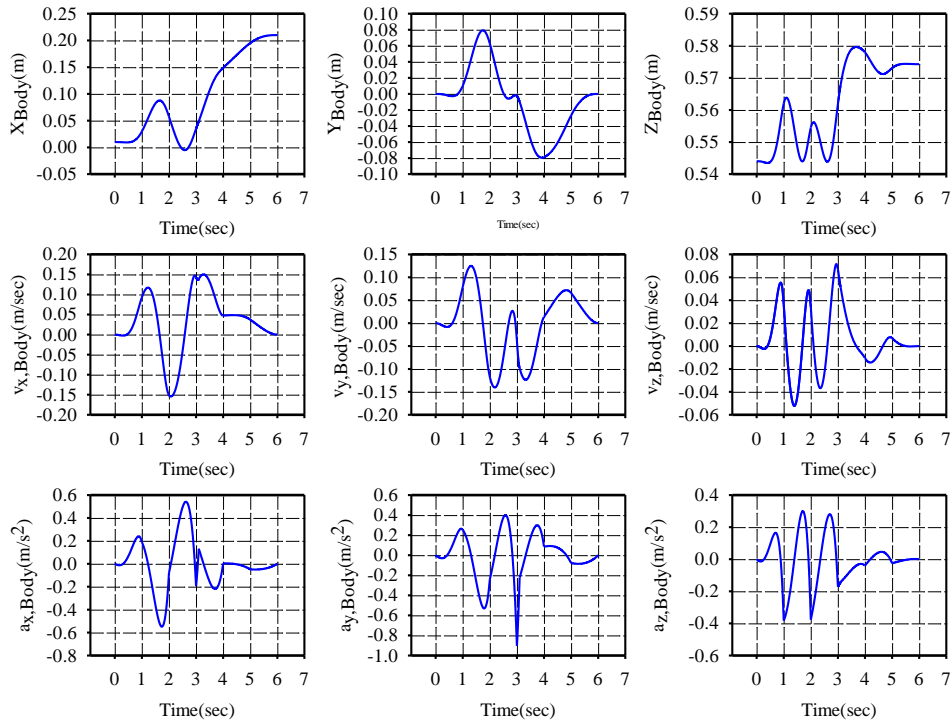 X_Body(m)
0.25
0.20
0.15
0.10
0.05
0.00
-0.05
0 1 2 3 4 5 6 7
Time(sec)
Y_Body(m)
0.10
0.08
0.06
0.04
0.02
0.00
-0.02
-0.04
-0.06
-0.08
-0.10
0 1 2 3 4 5 6 7
Time(sec)
Z_Body(m)
0.59
0.58
0.57
0.56
0.55
0.54
0 1 2 3 4 5 6 7
Time(sec)
v_x,Body(m/sec)
0.20
0.15
0.10
0.05
0.00
-0.05
-0.10
-0.15
-0.20
0 1 2 3 4 5 6 7
Time(sec)
v_y,Body(m/sec)
0.15
0.10
0.05
0.00
-0.05
-0.10
-0.15
-0.20
0 1 2 3 4 5 6 7
Time(sec)
v_z,Body(m/sec)
0.08
0.06
0.04
0.02
0.00
-0.02
-0.04
-0.06
0 1 2 3 4 5 6 7
Time(sec)
a_x,Body(m/s²)
0.6
0.4
0.2
0.0
-0.2
-0.4
-0.6
-0.8
0 1 2 3 4 5 6 7
Time(sec)
a_y,Body(m/s²)
0.6
0.4
0.2
0.0
-0.2
-0.4
-0.6
-0.8
-1.0
0 1 2 3 4 5 6 7
Time(sec)
a_z,Body(m/s²)
0.4
0.2
0.0
-0.2
-0.4
-0.6
0 1 2 3 4 5 6 7
Time(sec)